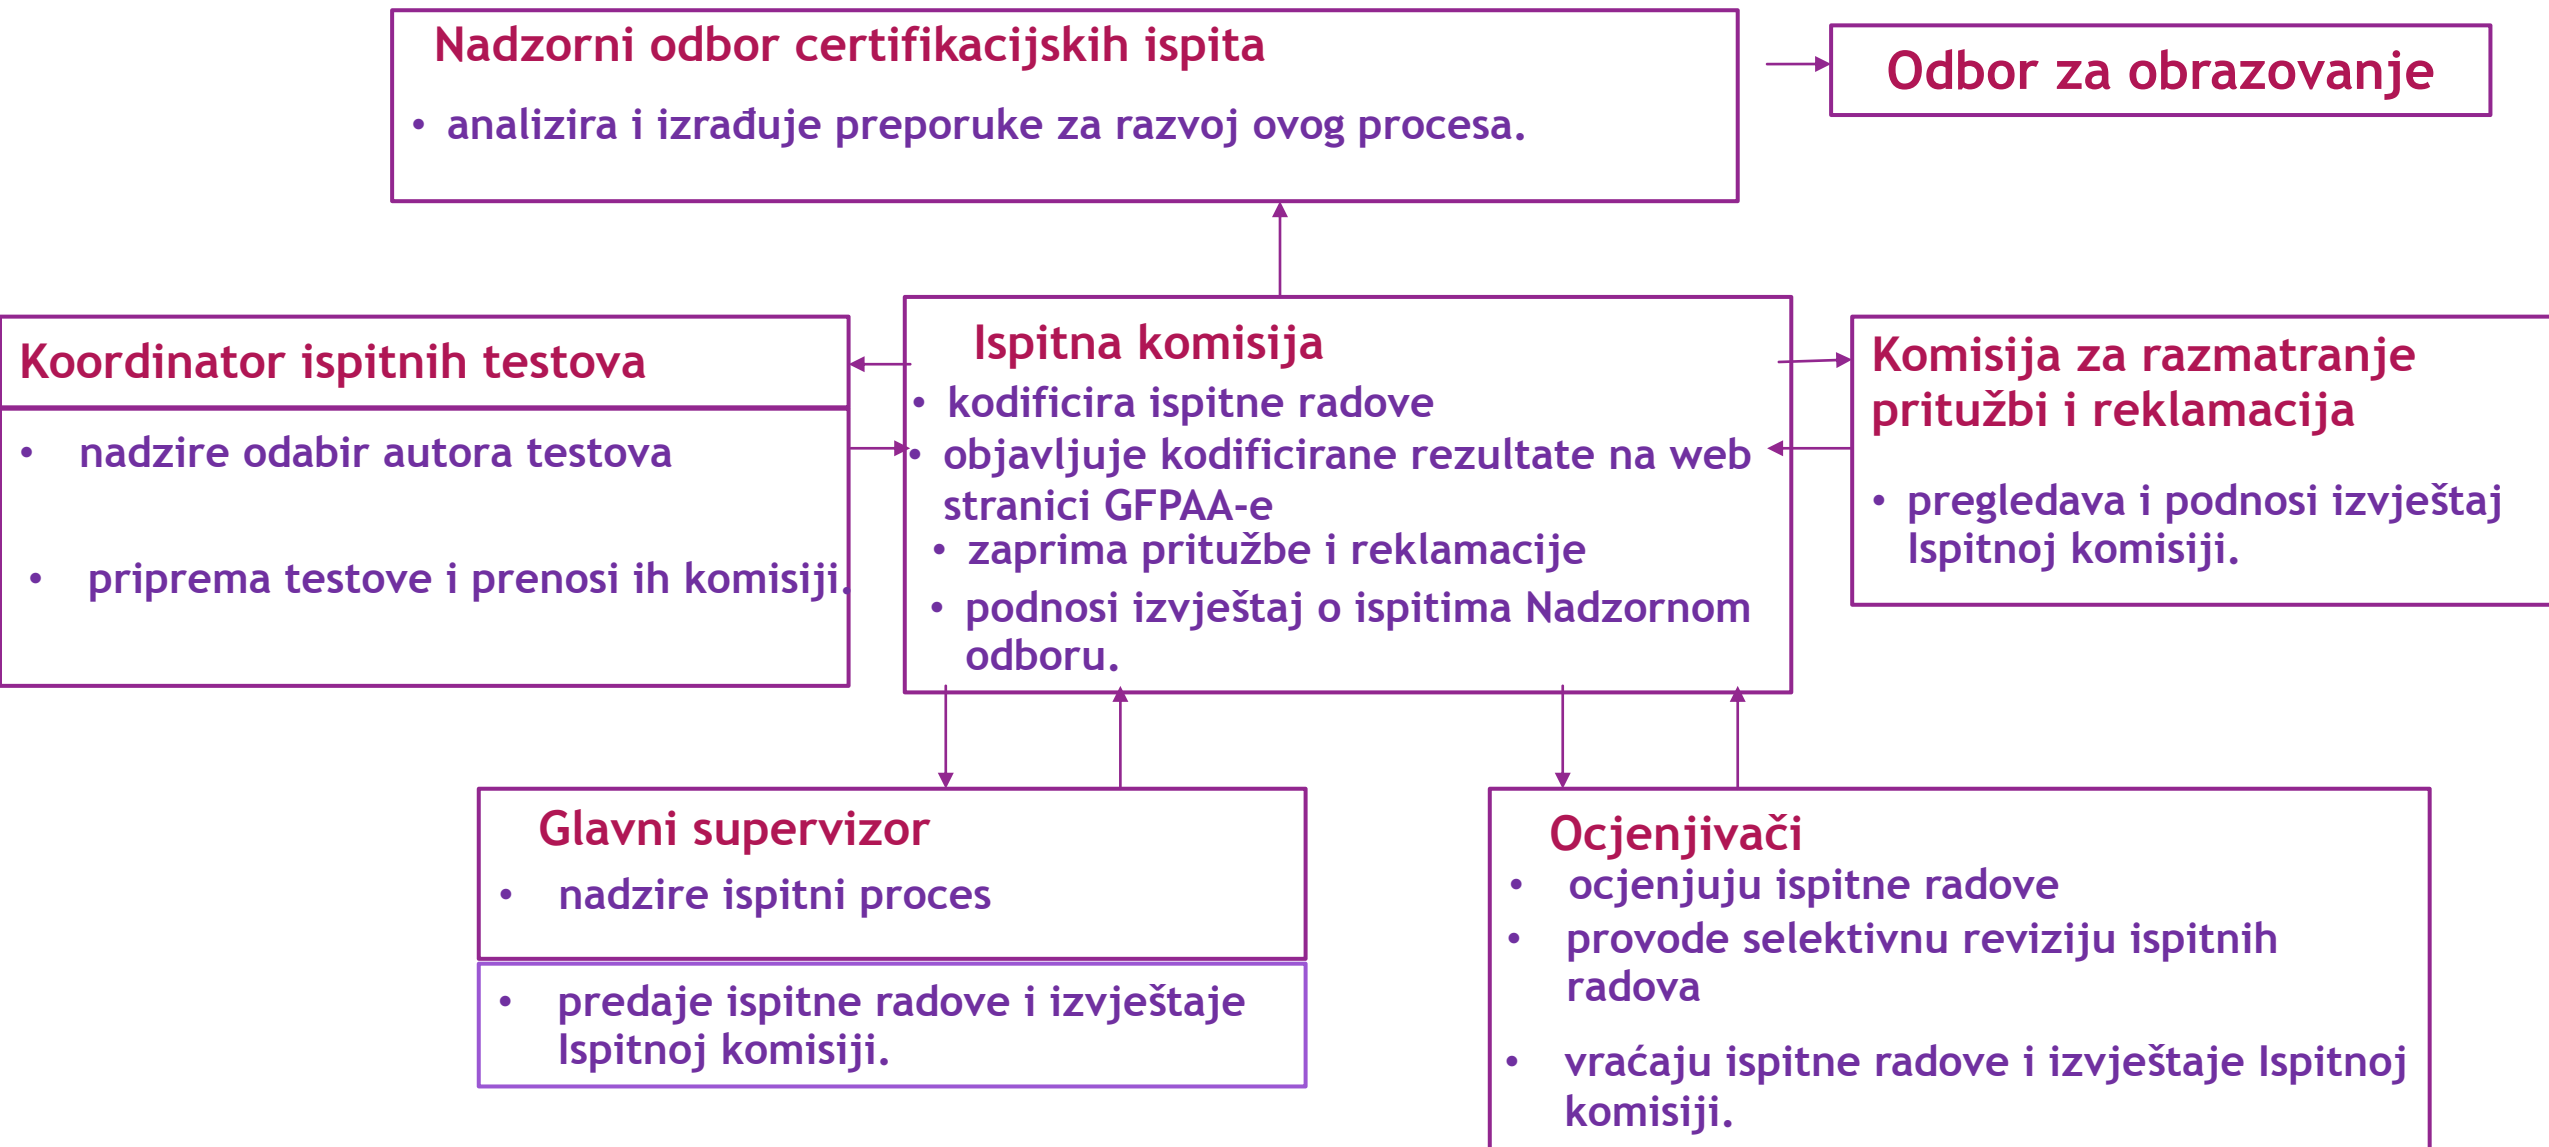 Nadzorni odbor certifikacijskih ispita
• analizira i izrađuje preporuke za razvoj ovog procesa.
Odbor za obrazovanje
Koordinator ispitnih testova
• nadzire odabir autora testova
• priprema testove i prenosi ih komisiji.
Ispitna komisija
• kodificira ispitne radove
• objavljuje kodificirane rezultate na web
stranici GFPAA-e
• zaprima pritužbe i reklamacije
• podnosi izvještaj o ispitima Nadzornom
odboru.
Komisija za razmatranje
pritužbi i reklamacija
• pregledava i podnosi izvještaj
Ispitnoj komisiji.
Glavni supervizor
• nadzire ispitni proces
• predaje ispitne radove i izvještaje
Ispitnoj komisiji.
Ocjenjivači
• ocjenjuju ispitne radove
• provode selektivnu reviziju ispitnih
radova
• vraćaju ispitne radove i izvještaje Ispitnoj
komisiji.